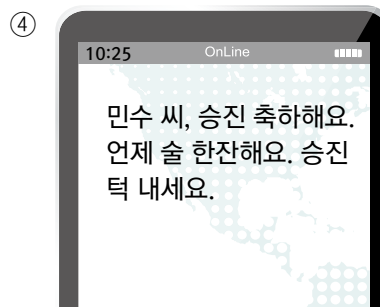 ④
10:25 OnLine
민수 씨, 승진 축하해요.
언제 술 한잔해요. 승진
턱 내세요.